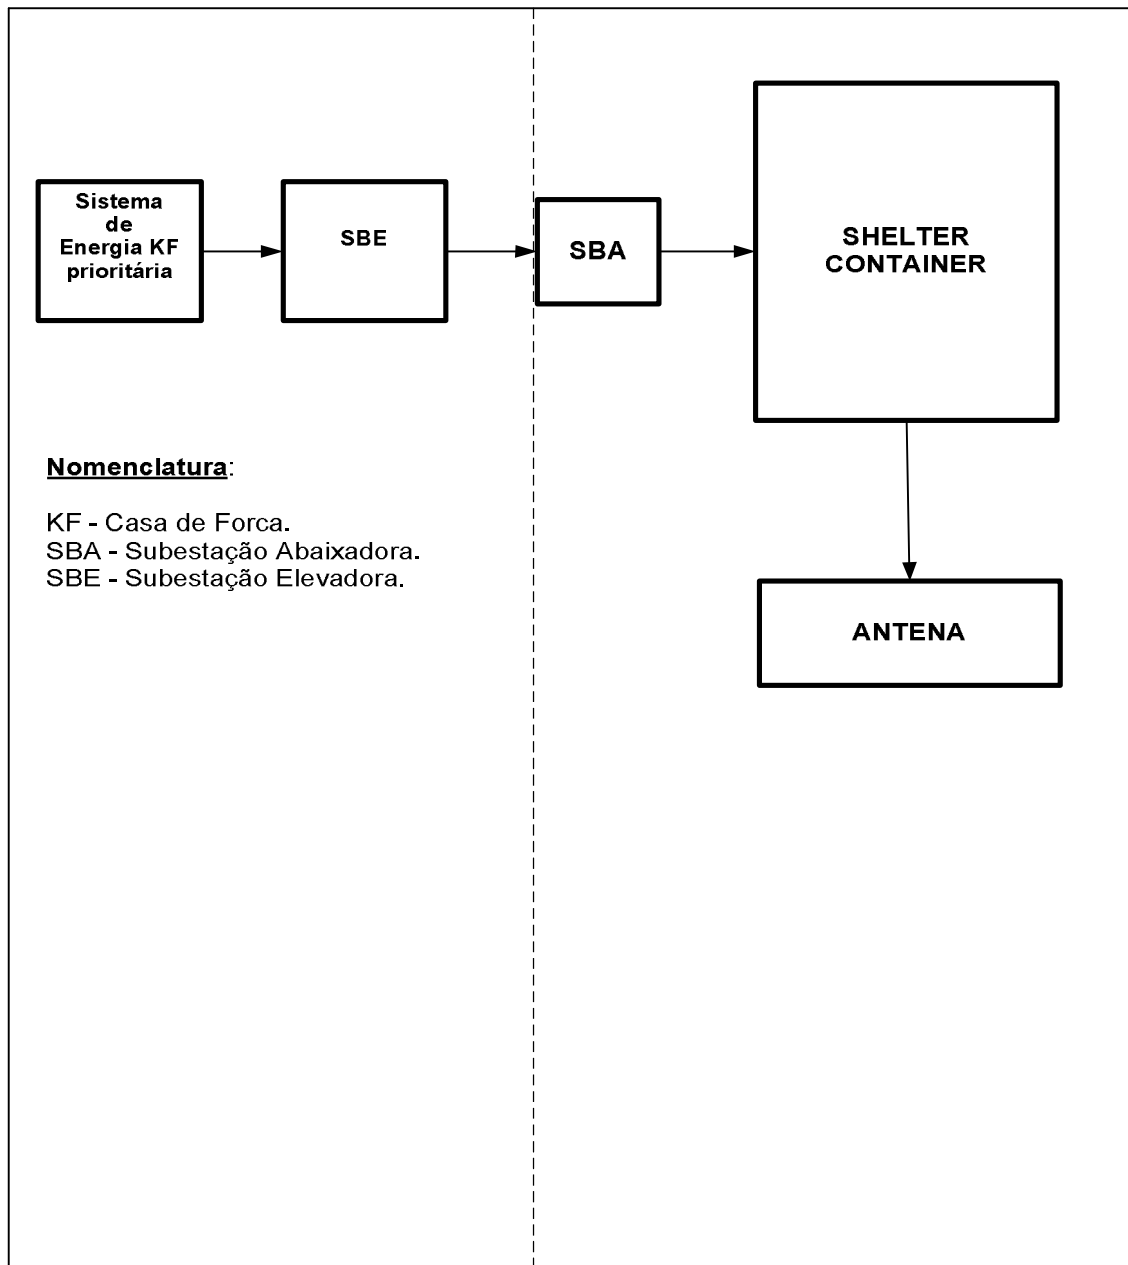 Sistema
de
Energia KF
prioritária
SBE
SBA
SHELTER
CONTAINER
Nomenclatura:
KF - Casa de Forca.
SBA - Subestação Abaixadora.
SBE - Subestação Elevadora.
ANTENA